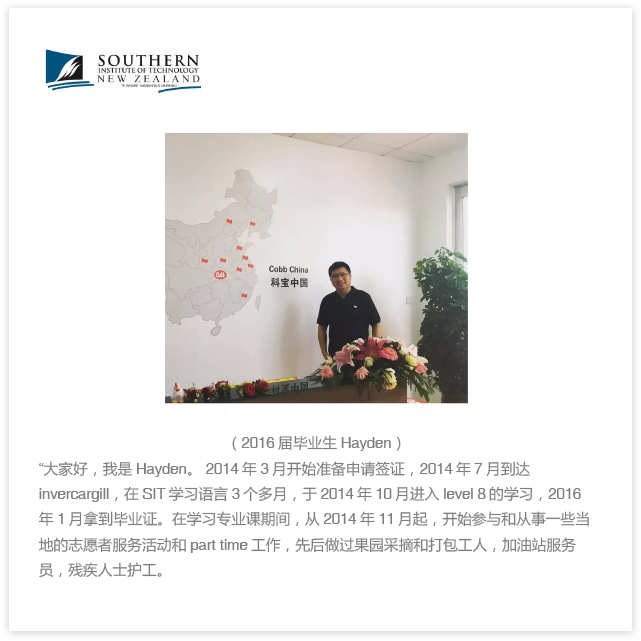 SOUTHERN
INSTITUTE OF TECHNOLOGY
NEW ZEALAND
Cobb China
科宝中国
Cobb
科宝中国
（2016 届毕业生 Hayden）
“大家好，我是 Hayden。 2014 年 3 月开始准备申请签证，2014 年 7 月到达
invercargill，在 SIT 学习语言 3 个多月，于 2014 年 10 月进入 level 8 的学习，2016
年 1 月拿到毕业证。在学习专业课期间，从 2014 年 11 月起，开始参与和从事一些当
地的志愿者服务活动和 part time 工作，先后做过果园采摘和打包工人，加油站服务
员，残疾人士护工。